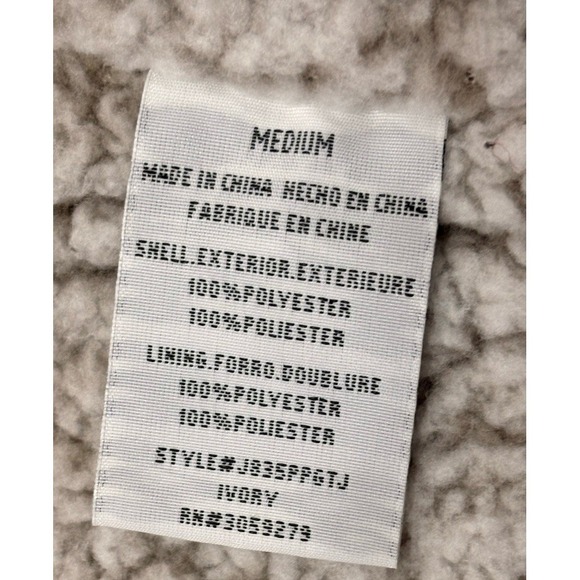 MEDIUM
MADE IN CHINA HECHO EN CHINA
FABRIQUE EN CHINE
SHELL.EXTERIOR.EXTERIEURE
100%POLYESTER
100%POLIESTER
LINING.FORRO.DOUBLURE
100%POLYESTER
100%POLIESTER
STYLE#J835PPGTJ
IVORY
RN#3059279